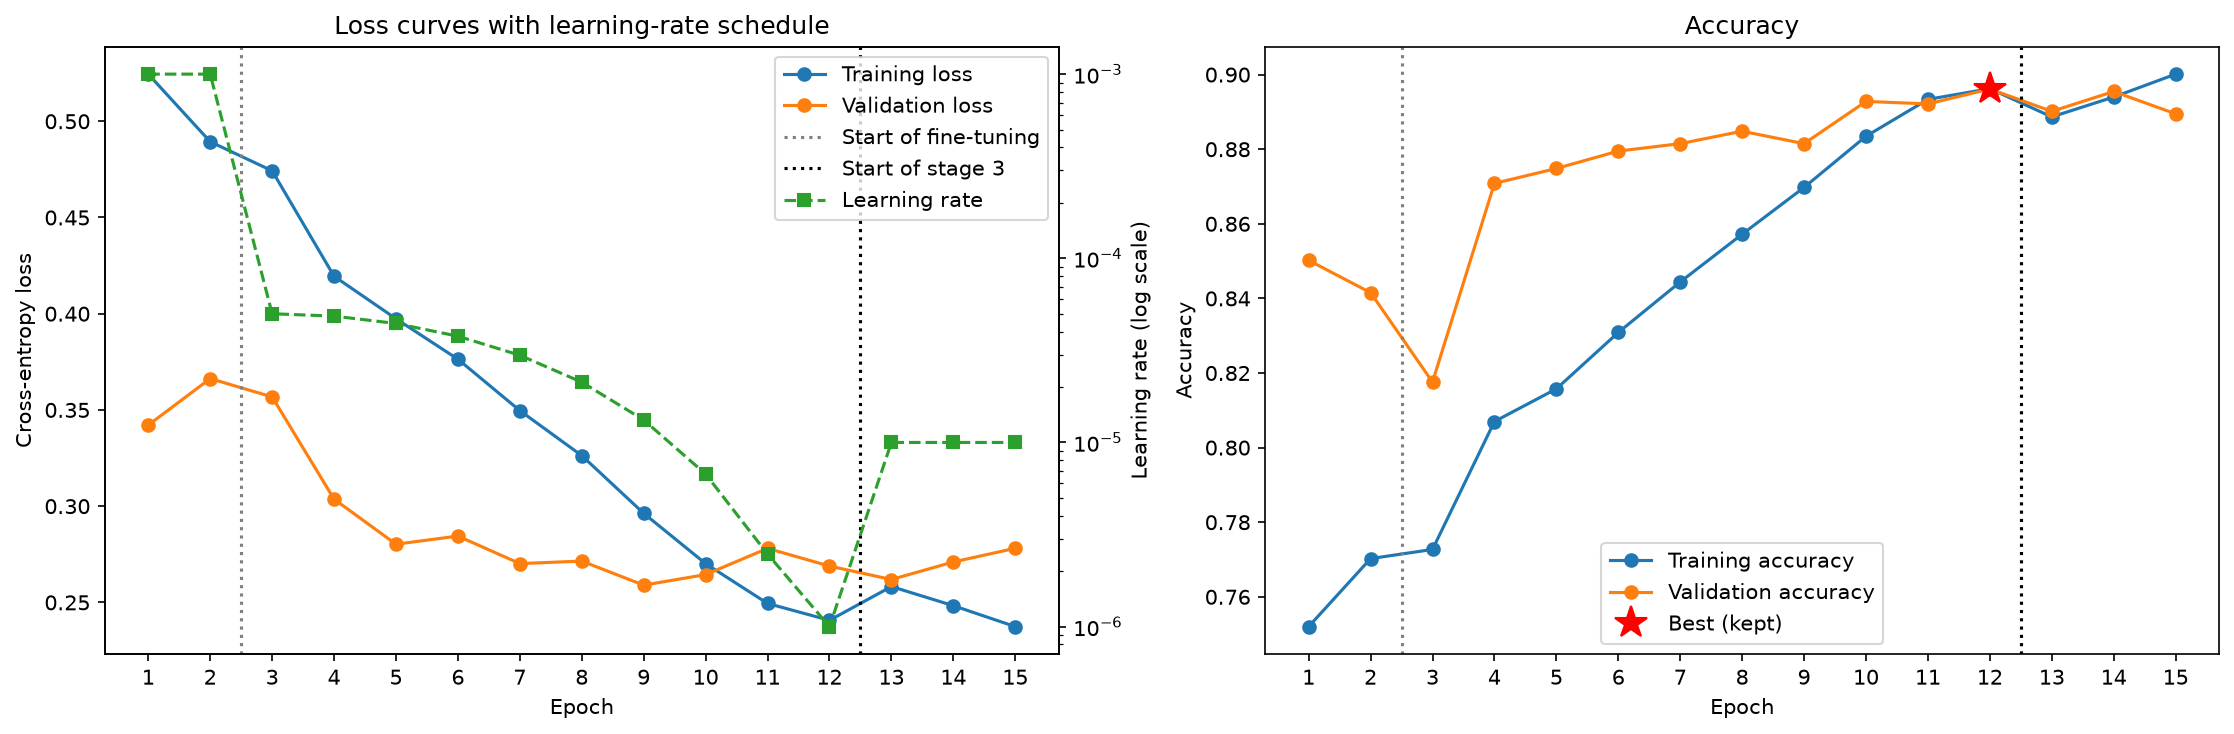 Loss curves with learning-rate schedule
Cross-entropy loss
0.50
0.45
0.40
0.35
0.30
0.25
Training loss
Validation loss
Start of fine-tuning
Start of stage 3
Learning rate
10⁻³
10⁻⁴
10⁻⁵
10⁻⁶
Learning rate (log scale)
1 2 3 4 5 6 7 8 9 10 11 12 13 14 15
Epoch
Accuracy
Accuracy
0.90
0.88
0.86
0.84
0.82
0.80
0.78
0.76
Training accuracy
Validation accuracy
Best (kept)
1 2 3 4 5 6 7 8 9 10 11 12 13 14 15
Epoch